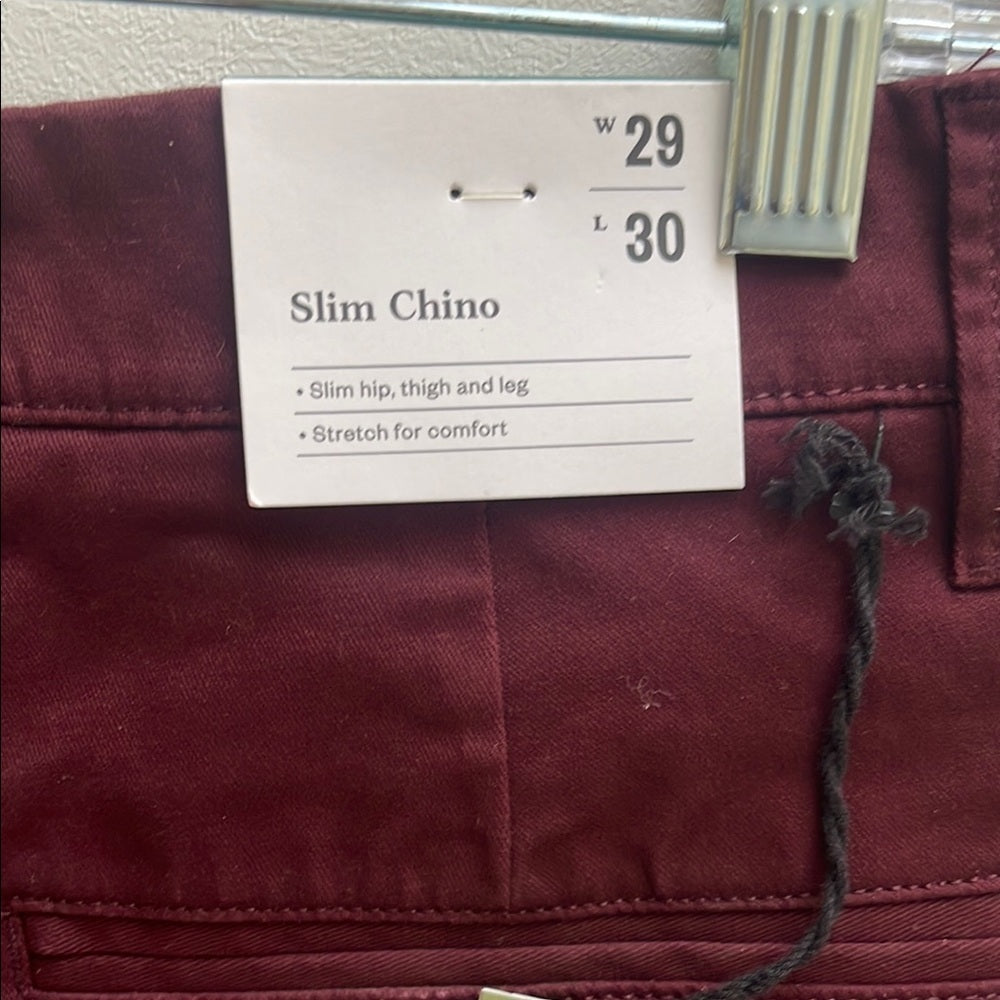 W 29
L 30
Slim Chino
• Slim hip, thigh and leg
• Stretch for comfort